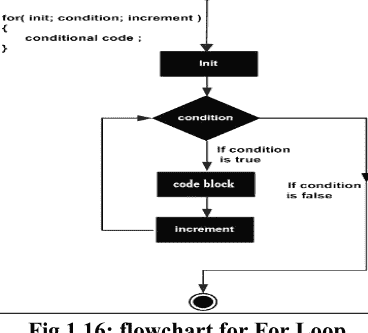 for( init; condition; increment )
{
conditional code ;
}
Init
condition
If condition
is true
code block
If condition
is false
increment
Fig 1.16: flowchart for For Loop